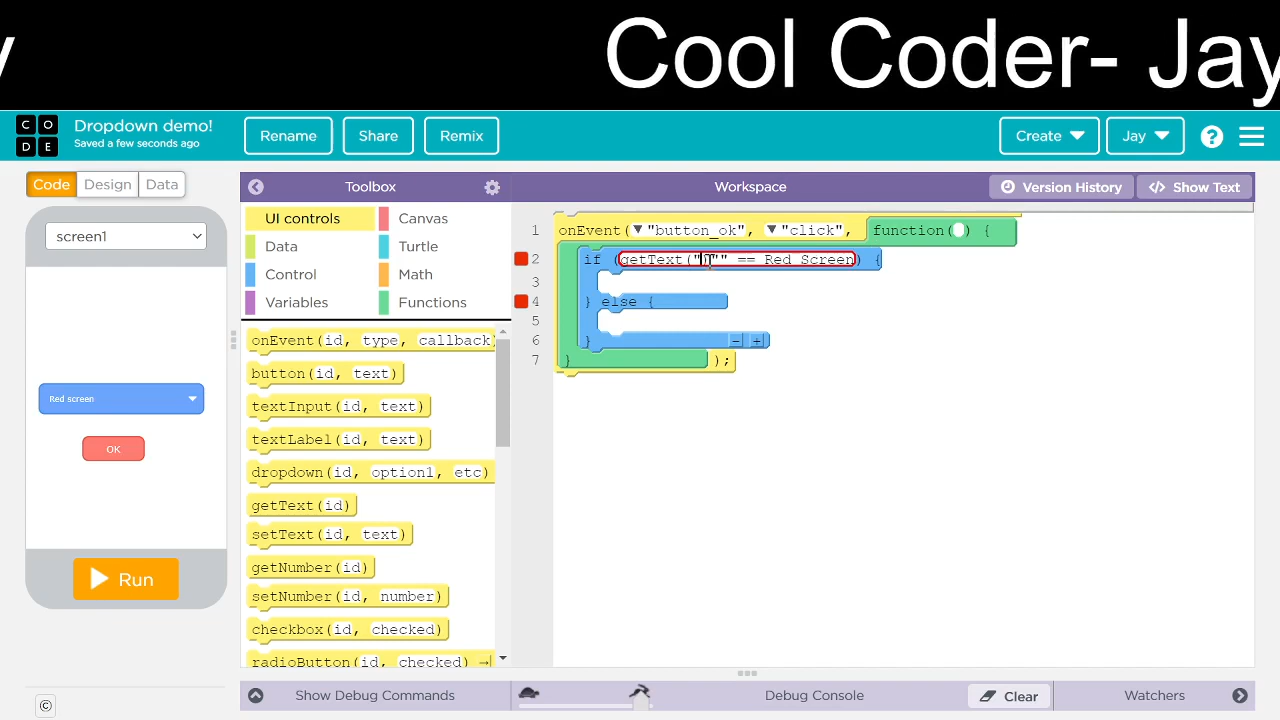 y Cool Coder- Jay
C O D E
Dropdown demo!
Saved a few seconds ago
Rename
Share
Remix
Create
Jay
?
Code
Design
Data
Toolbox
Workspace
Version History
</> Show Text
screen1
Red screen
OK
Run
©
UI controls
Canvas
Data
Turtle
Control
Math
Variables
Functions
onEvent(id, type, callback)
button(id, text)
textInput(id, text)
textLabel(id, text)
dropdown(id, option1, etc)
getText(id)
setText(id, text)
getNumber(id)
setNumber(id, number)
checkbox(id, checked)
radioButton(id, checked)
1 onEvent( "button_ok", "click", function( ) {
2 if (getText(" "" == Red Screen) {
3
4 } else {
5
6 } - +
7 } );
Show Debug Commands
Debug Console
Clear
Watchers